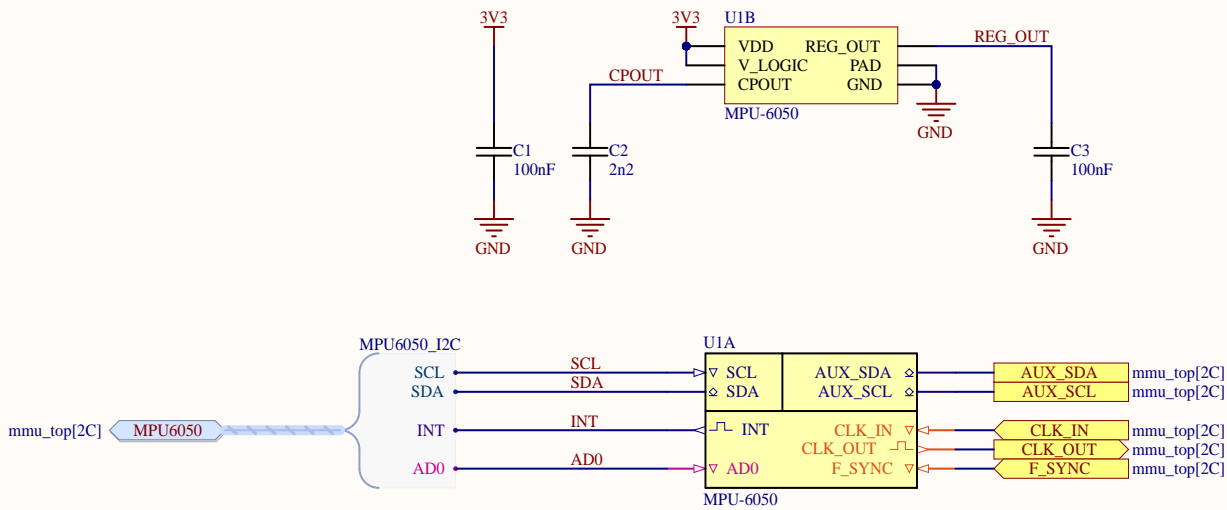 3V3
3V3
U1B
VDD
V_LOGIC
CPOUT
REG_OUT
PAD
GND
MPU-6050
CPOUT
REG_OUT
GND
C1
100nF
C2
2n2
C3
100nF
GND
GND
GND
MPU6050_I2C
SCL
SDA
INT
AD0
mmu_top[2C]
MPU6050
SCL
SDA
INT
AD0
U1A
SCL
SDA
INT
AD0
AUX_SDA
AUX_SCL
CLK_IN
CLK_OUT
F_SYNC
MPU-6050
AUX_SDA mmu_top[2C]
AUX_SCL mmu_top[2C]
CLK_IN mmu_top[2C]
CLK_OUT mmu_top[2C]
F_SYNC mmu_top[2C]